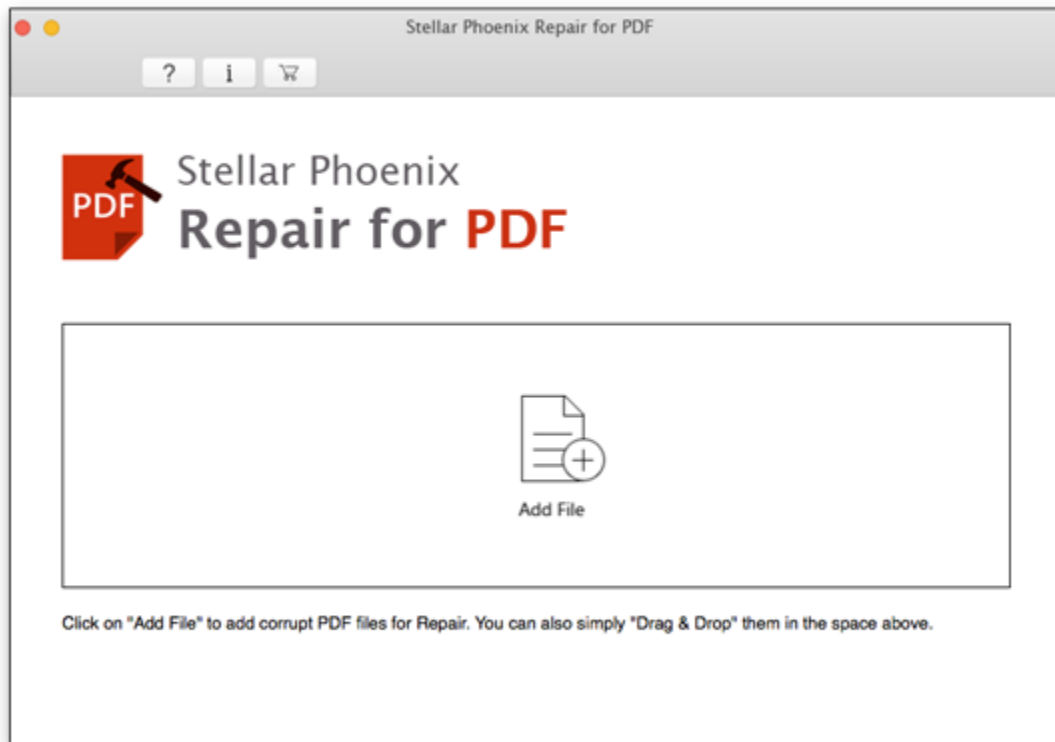 Stellar Phoenix Repair for PDF
? i
PDF
Stellar Phoenix
Repair for PDF
Add File
Click on "Add File" to add corrupt PDF files for Repair. You can also simply "Drag & Drop" them in the space above.